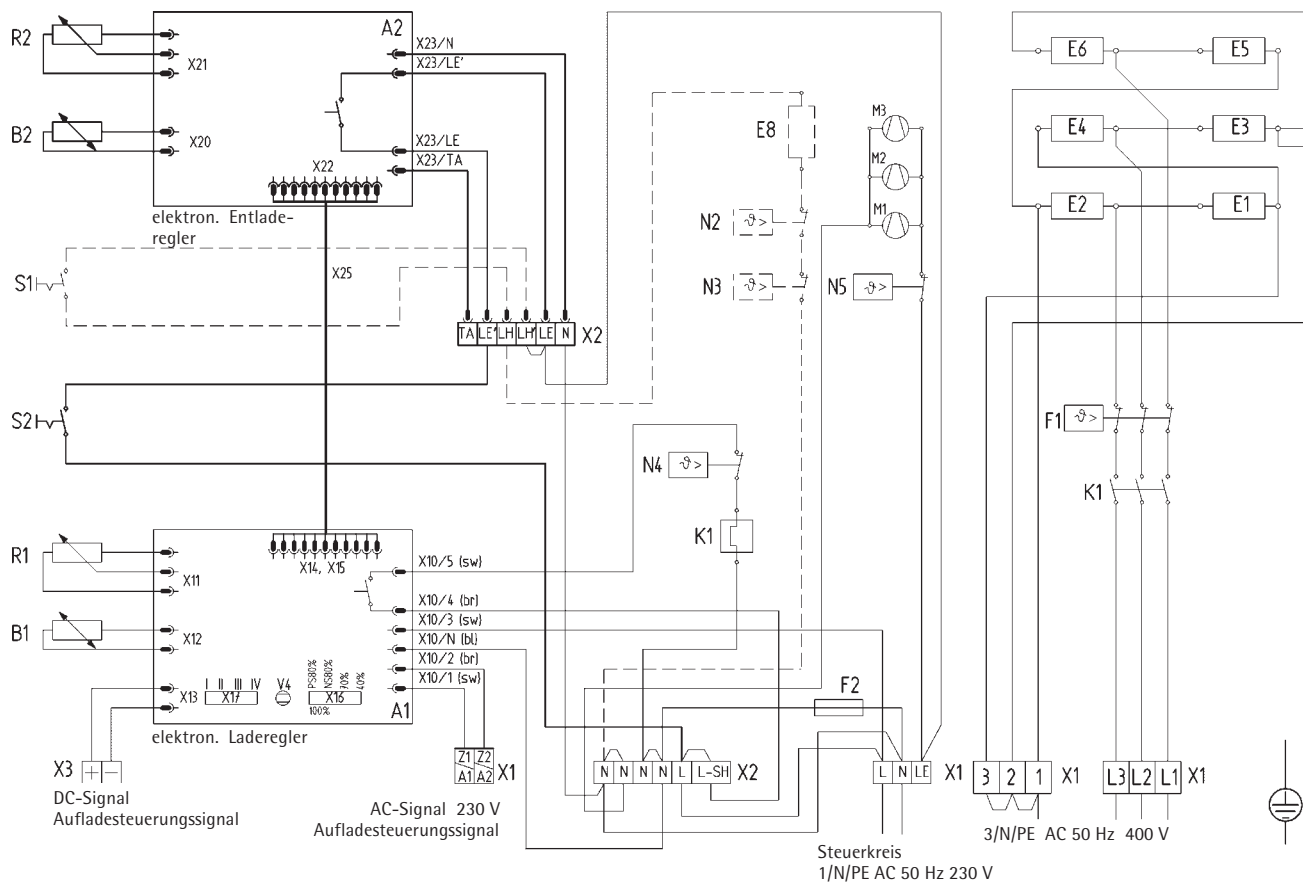 R2
A2
X21
X23/N
X23/LE'
B2
X20
X23/LE
X23/TA
X22
elektron. Entlade-
regler
X25
S1
TA LE' LH LH' LE N X2
S2
E8
M3
M2
M1
N2
N3
N5
E6 E5
E4 E3
E2 E1
ϑ>
ϑ>
ϑ>
ϑ>
ϑ>
F1
N4
K1
K1
R1
X11
X14, X15
B1
X12
X10/5 (sw)
X10/4 (br)
X10/3 (sw)
X10/N (bl)
X10/2 (br)
X10/1 (sw)
X13
I II III IV
X17
V4
PS80%
NS80%
70%
40%
X16
100%
A1
elektron. Laderegler
F2
X3 + −
DC-Signal
Aufladesteuerungssignal
Z1 Z2
A1 A2
X1
AC-Signal 230 V
Aufladesteuerungssignal
N N N N L L-SH X2
L N LE X1
Steuerkreis
1/N/PE AC 50 Hz 230 V
3 2 1 X1
L3 L2 L1 X1
3/N/PE AC 50 Hz 400 V